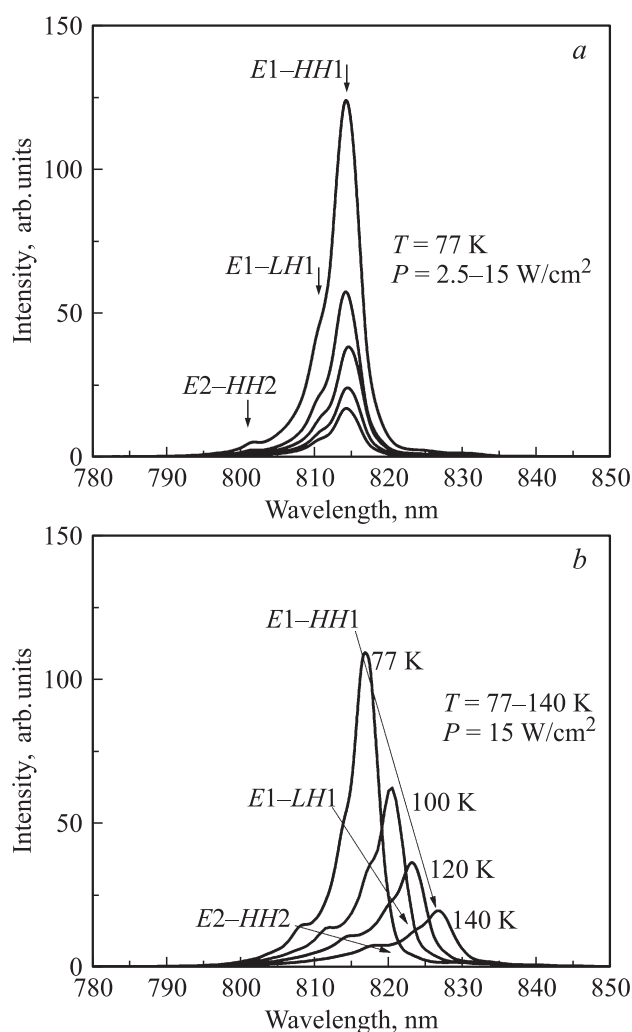 150
a
E1–HH1
Intensity, arb. units
100
T = 77 K
E1–LH1
P = 2.5–15 W/cm²
50
E2–HH2
0
780 790 800 810 820 830 840 850
Wavelength, nm
150
b
E1–HH1
77 K
Intensity, arb. units
100
T = 77–140 K
P = 15 W/cm²
E1–LH1
100 K
50
120 K
E2–HH2
140 K
0
780 790 800 810 820 830 840 850
Wavelength, nm